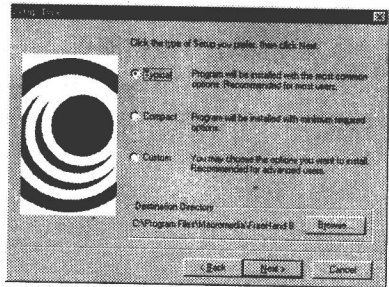 Setup Type
Click the type of Setup you prefer, then click Next.
Typical
Program will be installed with the most common
options. Recommended for most users.
Compact
Program will be installed with minimum required
options.
Custom
You may choose the options you want to install.
Recommended for advanced users.
Destination Directory
C:\Program Files\Macromedia\FreeHand 8
Browse...
< Back
Next >
Cancel